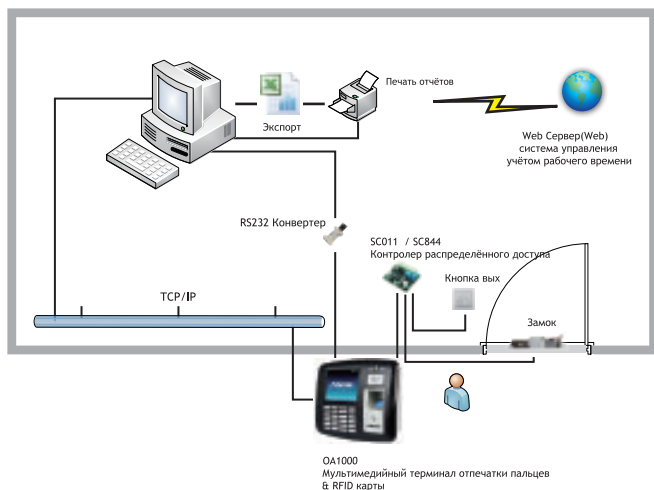 Печать отчётов
Экспорт
Web Сервер(Web)
система управления
учётом рабочего времени
RS232 Конвертер
SC011 / SC844
Контролер распределённого доступа
Кнопка вых
TCP/IP
Замок
OA1000
Мультимедийный терминал отпечатки пальцев
& RFID карты